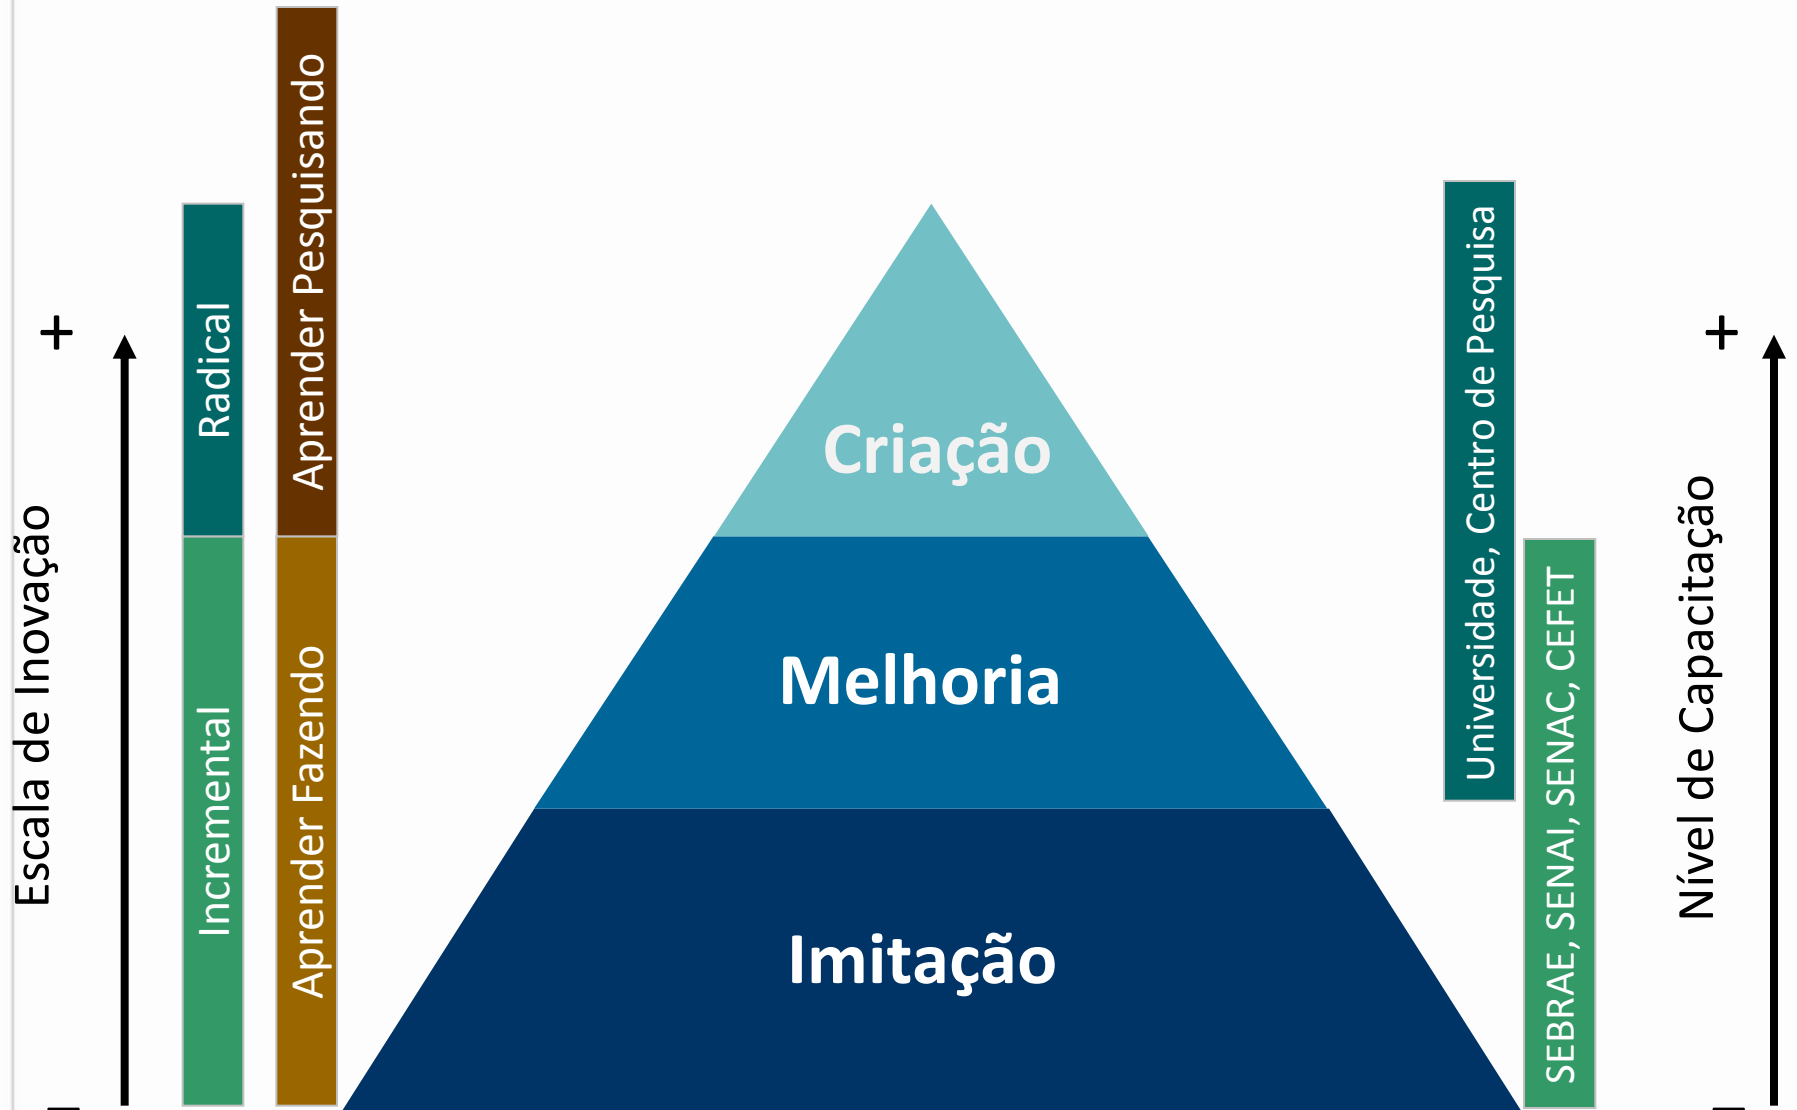 +
Escala de Inovação
Radical
Incremental
Aprender Pesquisando
Aprender Fazendo
Criação
Melhoria
Imitação
Universidade, Centro de Pesquisa
SEBRAE, SENAI, SENAC, CEFET
+
Nível de Capacitação